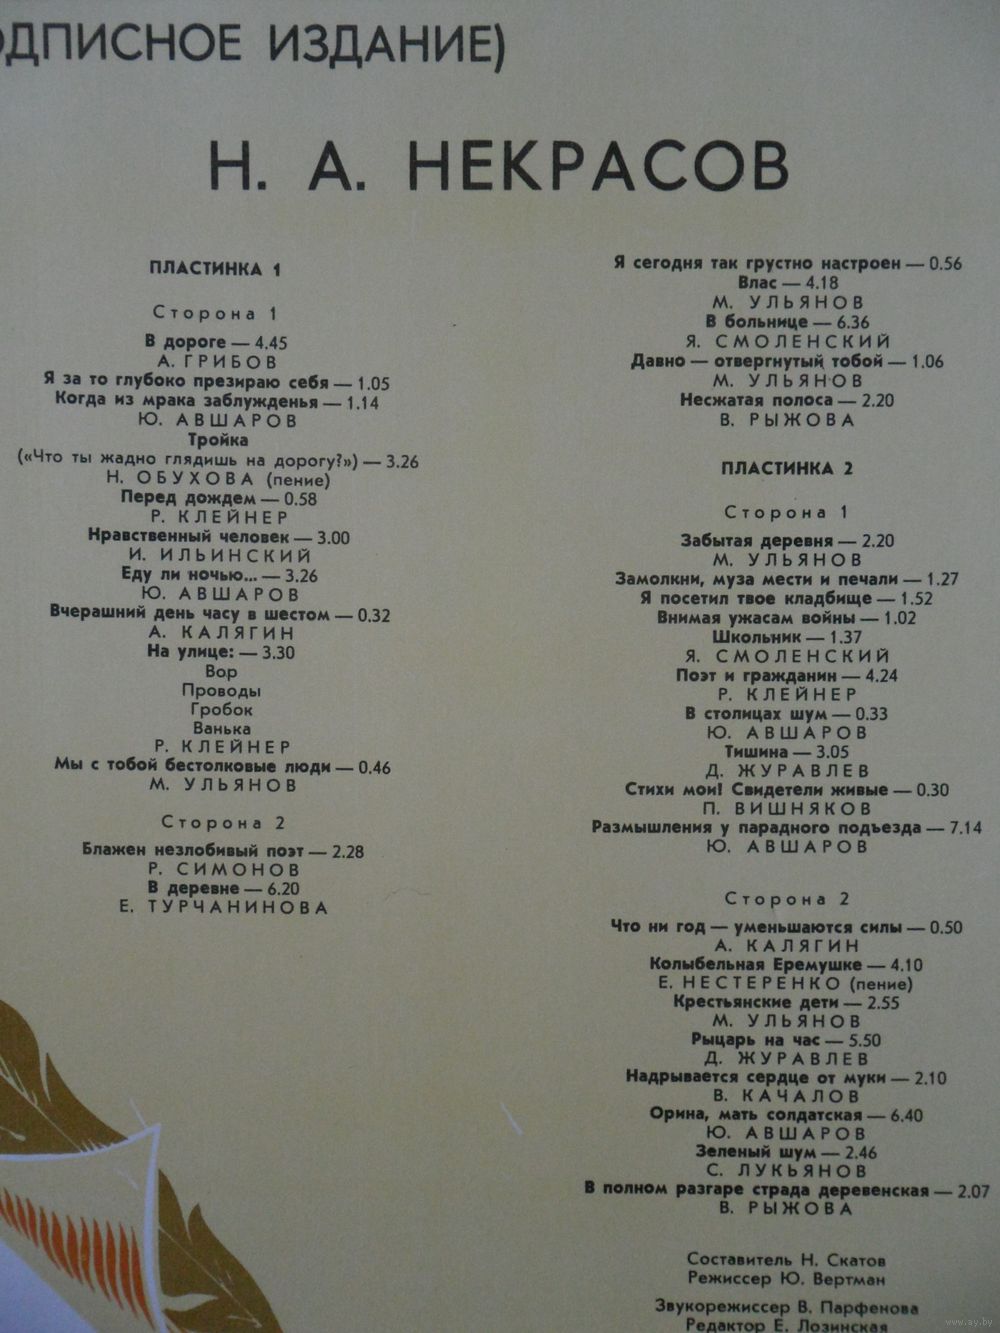 ОДПИСНОЕ ИЗДАНИЕ)
Н. А. НЕКРАСОВ
ПЛАСТИНКА 1
Сторона 1
В дороге — 4.45
А. ГРИБОВ
Я за то глубоко презираю себя — 1.05
Когда из мрака заблужденья — 1.14
Ю. АВШАРОВ
Тройка
(«Что ты жадно глядишь на дорогу?») — 3.26
Н. ОБУХОВА (пение)
Перед дождем — 0.58
Р. КЛЕЙНЕР
Нравственный человек — 3.00
И. ИЛЬИНСКИЙ
Еду ли ночью... — 3.26
Ю. АВШАРОВ
Вчерашний день часу в шестом — 0.32
А. КАЛЯГИН
На улице: — 3.30
Вор
Проводы
Гробок
Ванька
Р. КЛЕЙНЕР
Мы с тобой бестолковые люди — 0.46
М. УЛЬЯНОВ
Сторона 2
Блажен незлобивый поэт — 2.28
Р. СИМОНОВ
В деревне — 6.20
Е. ТУРЧАНИНОВА
Я сегодня так грустно настроен — 0.56
Влас — 4.18
М. УЛЬЯНОВ
В больнице — 6.36
Я. СМОЛЕНСКИЙ
Давно — отвергнутый тобой — 1.06
М. УЛЬЯНОВ
Несжатая полоса — 2.20
В. РЫЖОВА
ПЛАСТИНКА 2
Сторона 1
Забытая деревня — 2.20
М. УЛЬЯНОВ
Замолкни, муза мести и печали — 1.27
Я посетил твое кладбище — 1.52
Внимая ужасам войны — 1.02
Школьник — 1.37
Я. СМОЛЕНСКИЙ
Поэт и гражданин — 4.24
Р. КЛЕЙНЕР
В столицах шум — 0.33
Ю. АВШАРОВ
Тишина — 3.05
Д. ЖУРАВЛЕВ
Стихи мои! Свидетели живые — 0.30
П. ВИШНЯКОВ
Размышления у парадного подъезда — 7.14
Ю. АВШАРОВ
Сторона 2
Что ни год — уменьшаются силы — 0.50
А. КАЛЯГИН
Колыбельная Еремушке — 4.10
Е. НЕСТЕРЕНКО (пение)
Крестьянские дети — 2.55
М. УЛЬЯНОВ
Рыцарь на час — 5.50
Д. ЖУРАВЛЕВ
Надрывается сердце от муки — 2.10
В. КАЧАЛОВ
Орина, мать солдатская — 6.40
Ю. АВШАРОВ
Зеленый шум — 2.46
С. ЛУКЬЯНОВ
В полном разгаре страда деревенская — 2.07
В. РЫЖОВА
Составитель Н. Скатов
Режиссер Ю. Вертман
Звукорежиссер В. Парфенова
Редактор Е. Лозинская
www.ay.by